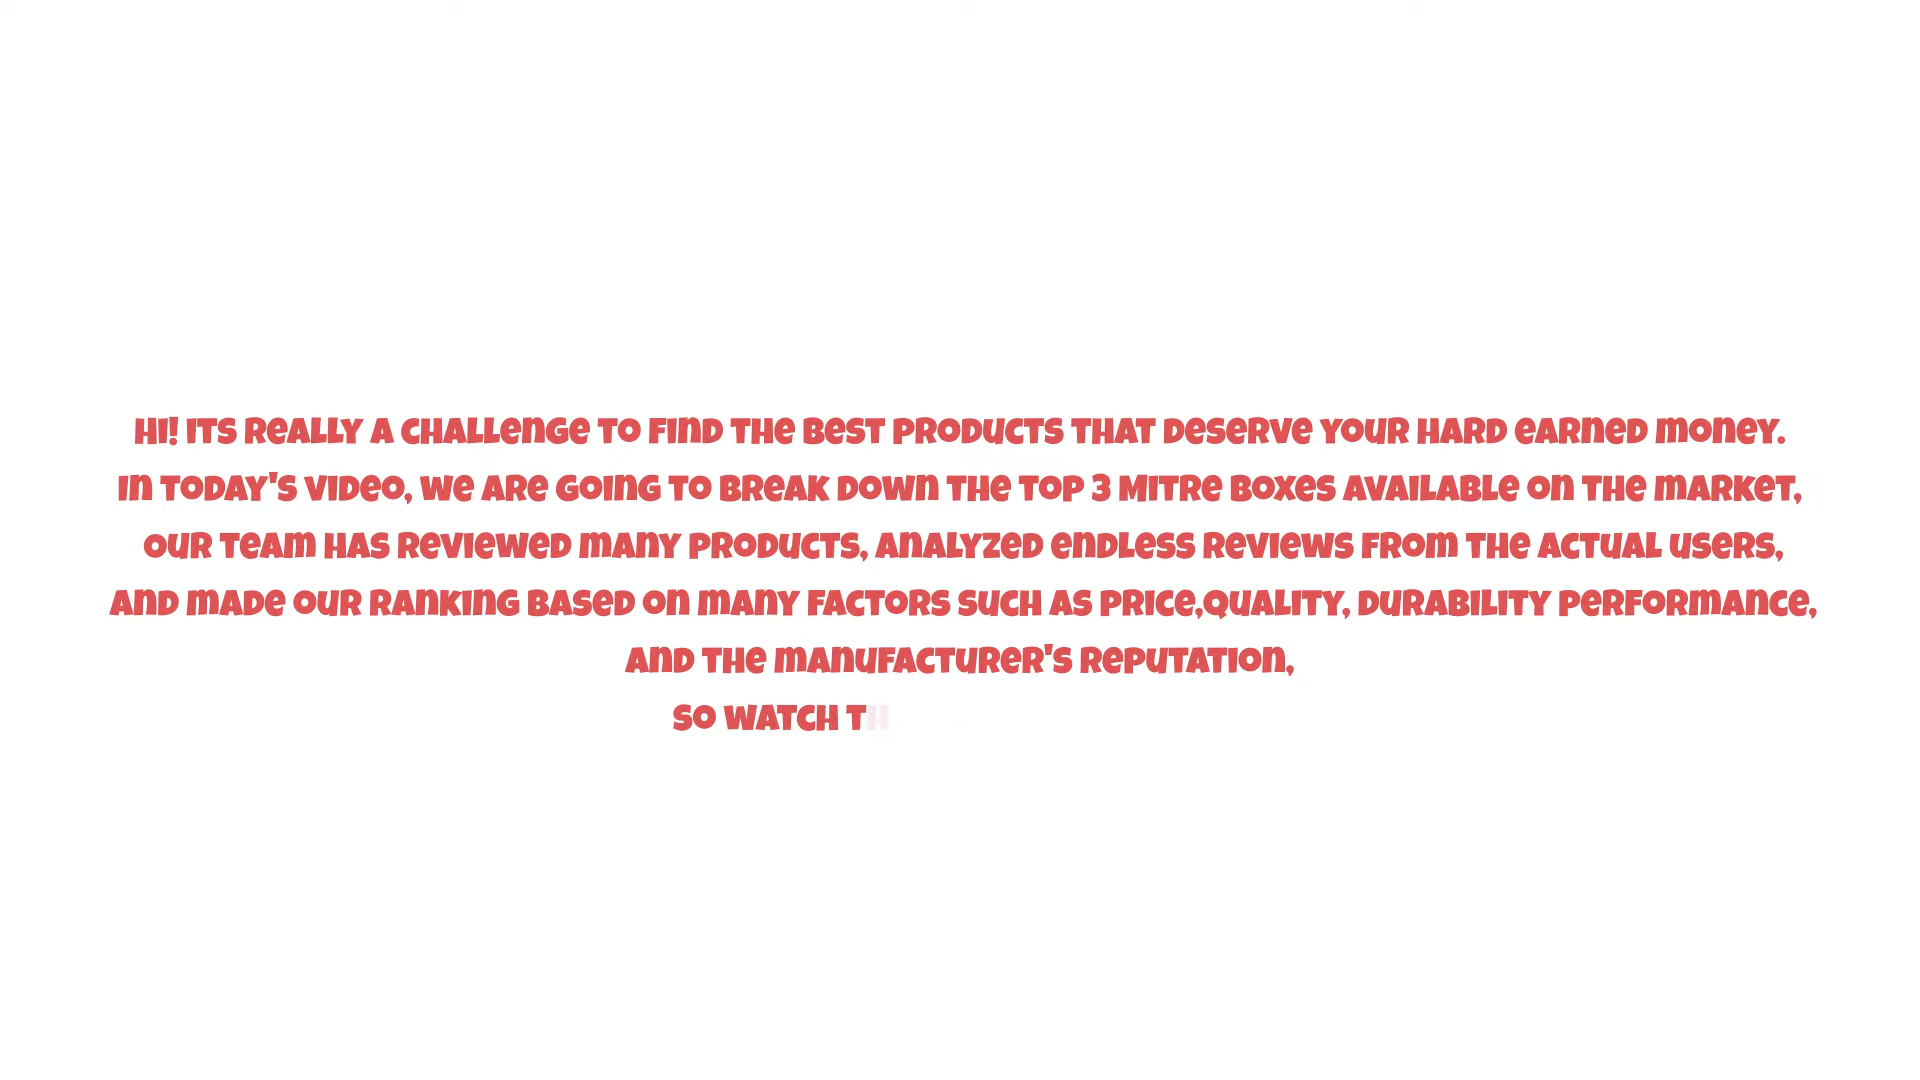 Hi! Its really a challenge to find the best products that deserve your hard earned money.
In today's video, we are going to break down the top 3 Mitre Boxes available on the market,
our team has reviewed many products, analyzed endless reviews from the actual users,
and made our ranking based on many factors such as price,quality, durability performance,
and the manufacturer's reputation,
so watch th